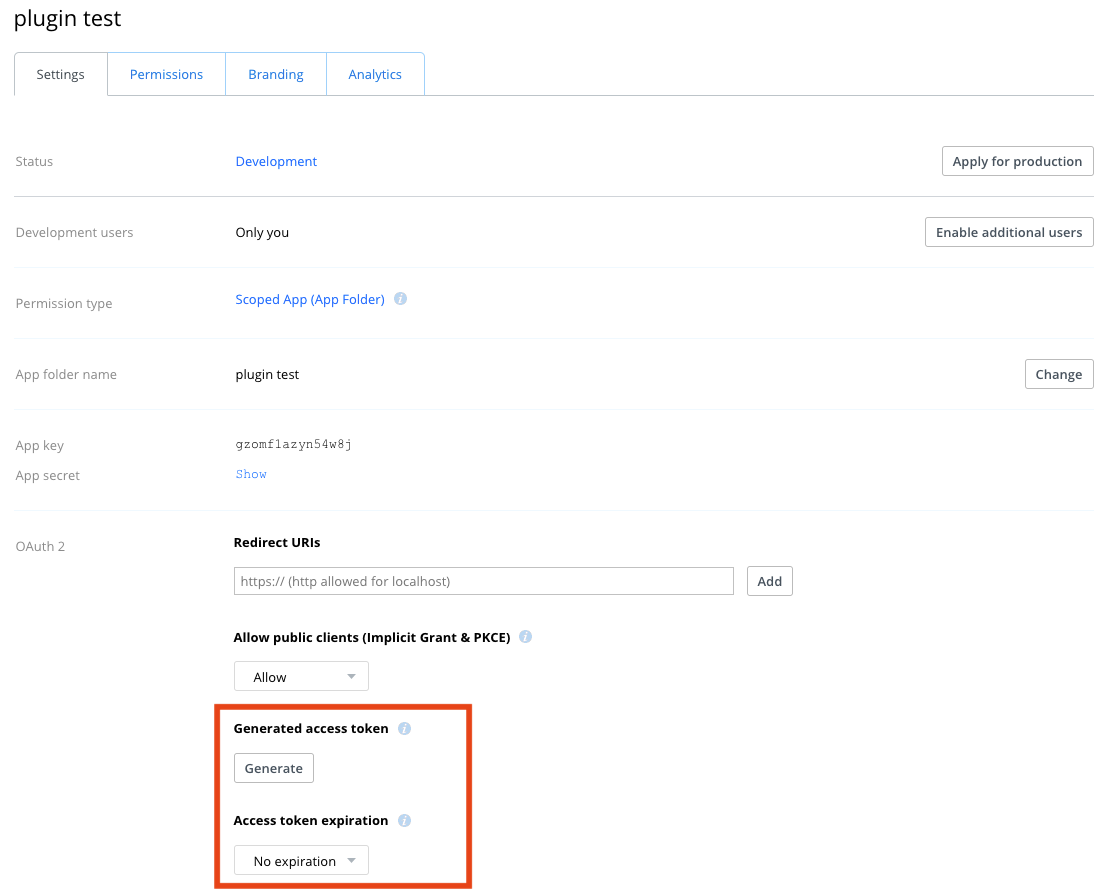 plugin test
Settings Permissions Branding Analytics
Status Development Apply for production
Development users Only you Enable additional users
Permission type Scoped App (App Folder) i
App folder name plugin test Change
App key gzomf1azyn54w8j
App secret Show
OAuth 2 Redirect URIs
https:// (http allowed for localhost) Add
Allow public clients (Implicit Grant & PKCE) i
Allow
Generated access token i
Generate
Access token expiration i
No expiration